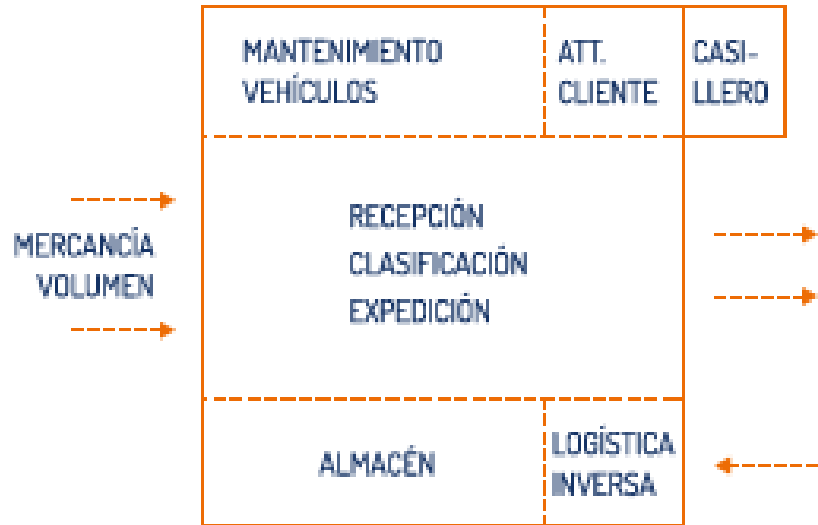 MANTENIMIENTO
VEHÍCULOS
ATT.
CLIENTE
CASI-
LLERO
MERCANCÍA
VOLUMEN
RECEPCIÓN
CLASIFICACIÓN
EXPEDICIÓN
ALMACÉN
LOGÍSTICA
INVERSA